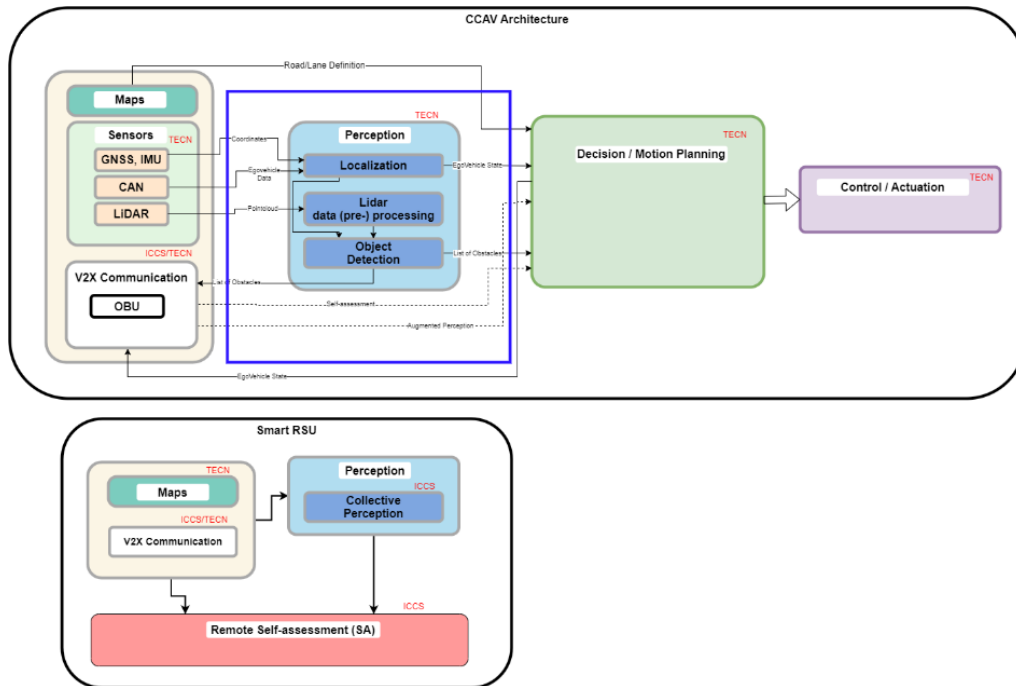 CCAV Architecture
Road/Lane Definition
Maps
Sensors
TECN
GNSS, IMU
CAN
LiDAR
Coordinates
Egovehicle
Data
Pointcloud
TECN
Perception
Localization
Lidar
data (pre-) processing
Object
Detection
EgoVehicle State
List of Obstacles
TECN
Decision / Motion Planning
TECN
Control / Actuation
ICCS/TECN
V2X Communication
OBU
List of Obstacles
Self-assessment
Augmented Perception
EgoVehicle State
Smart RSU
TECN
Maps
ICCS/TECN
V2X Communication
Perception
ICCS
Collective
Perception
ICCS
Remote Self-assessment (SA)